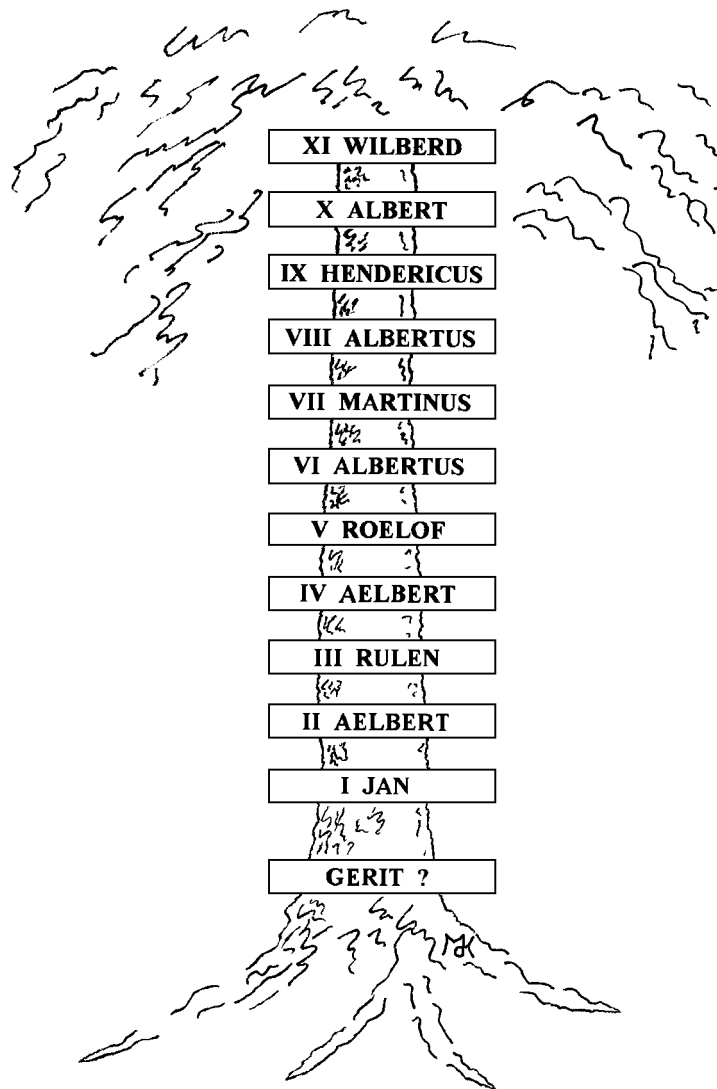 XI WILBERD
X ALBERT
IX HENDERICUS
VIII ALBERTUS
VII MARTINUS
VI ALBERTUS
V ROELOF
IV AELBERT
III RULEN
II AELBERT
I JAN
GERIT ?